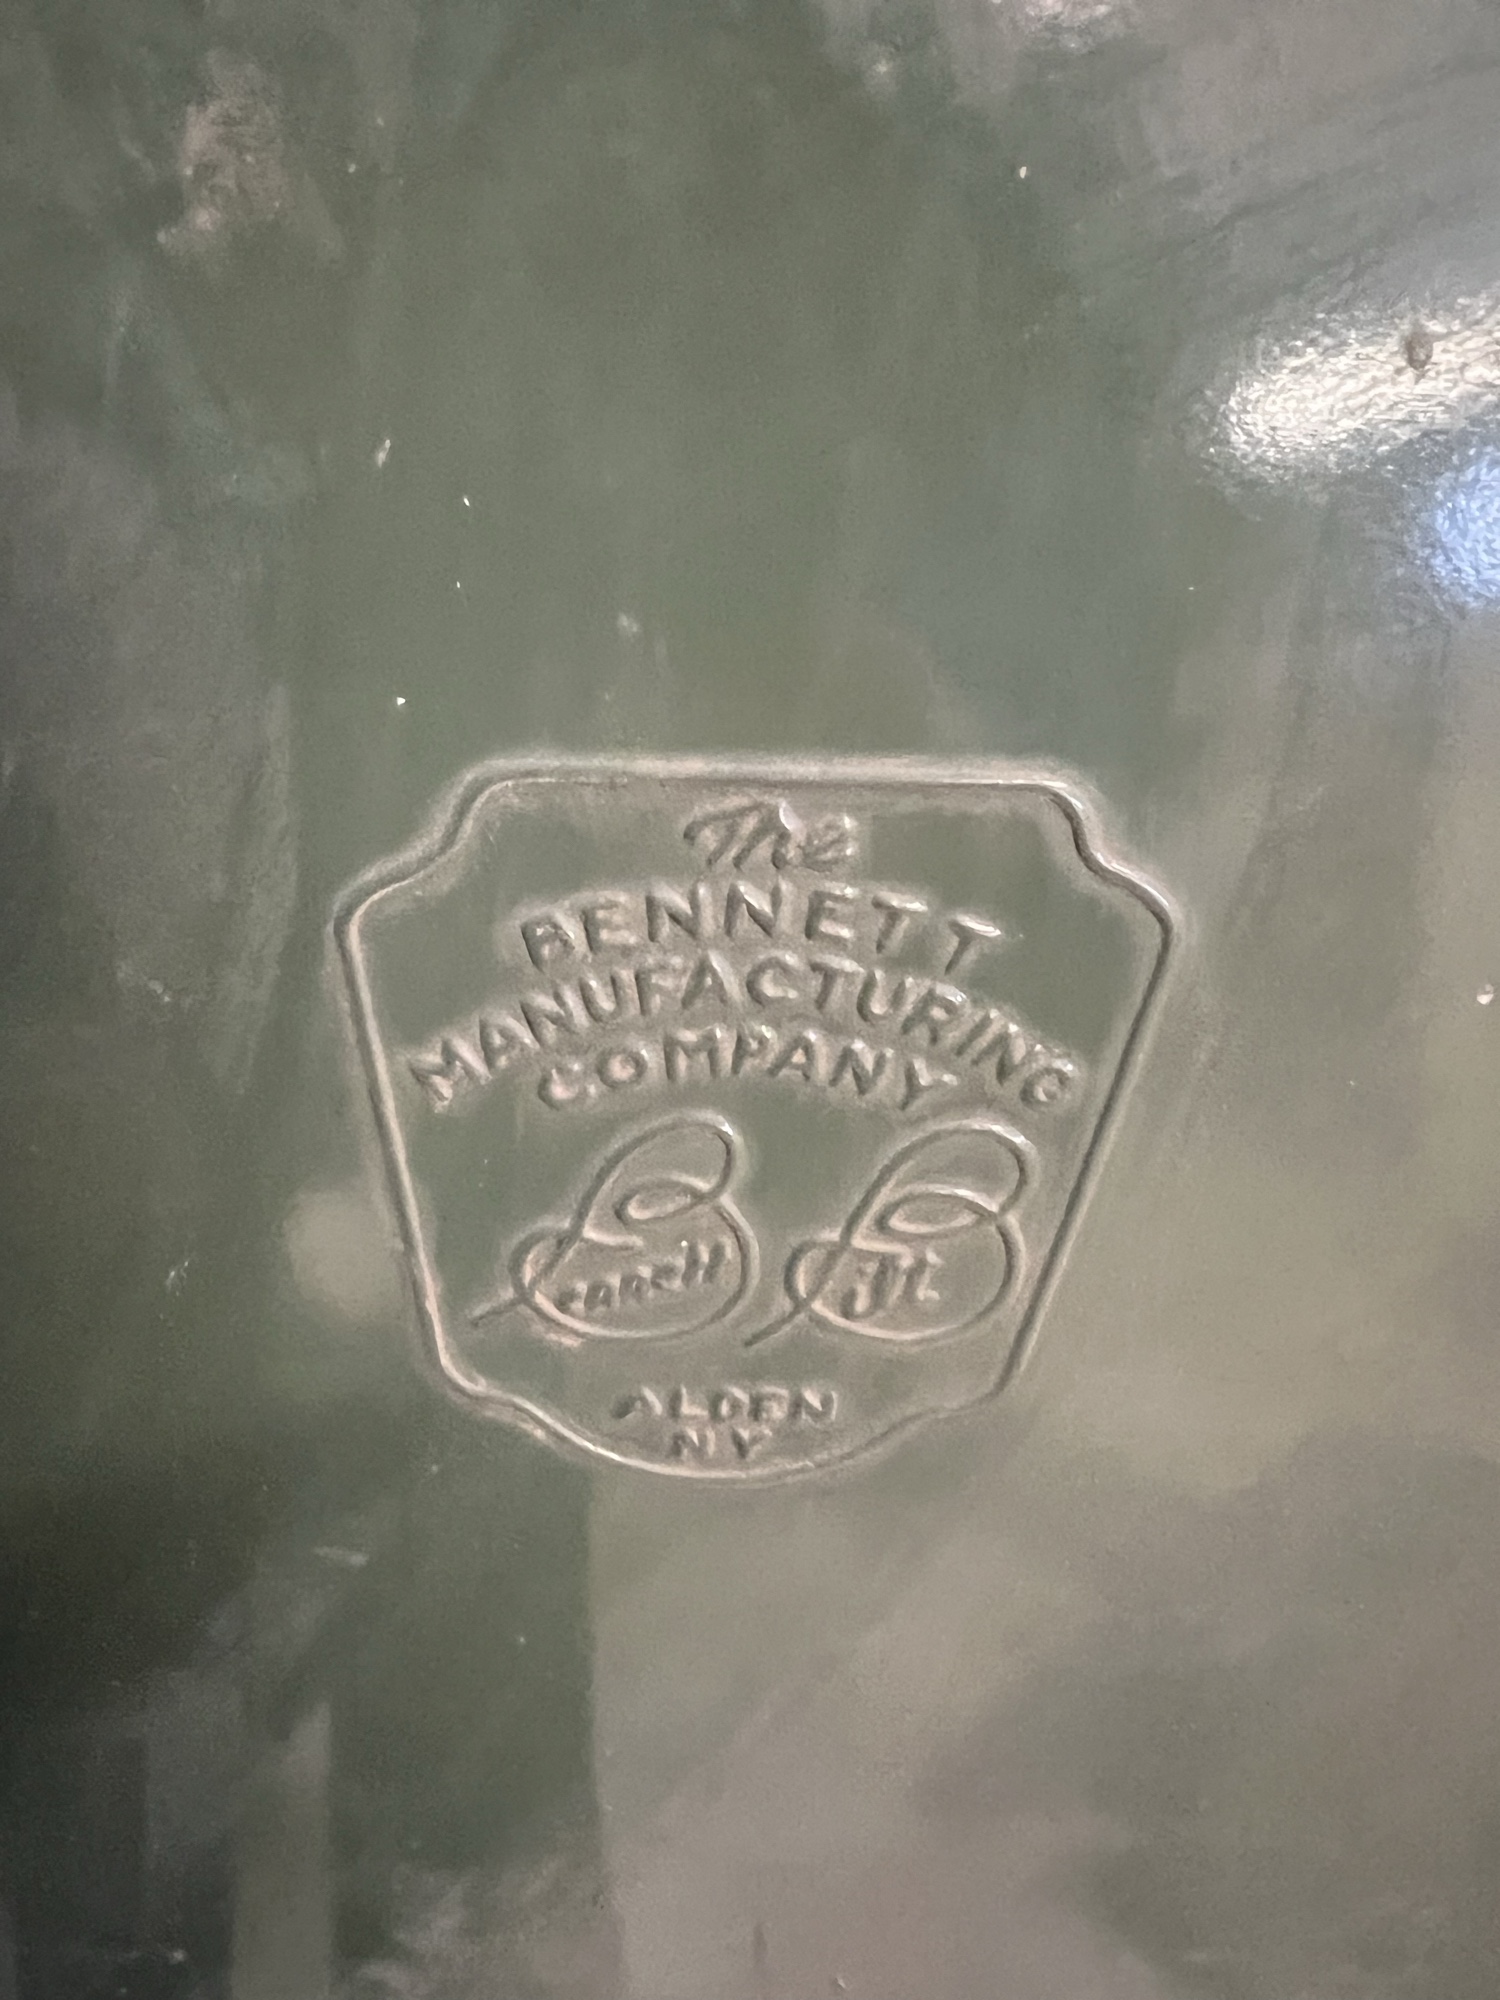 The
BENNETT
MANUFACTURING
COMPANY
Bennett Bilt
ALDEN
NY